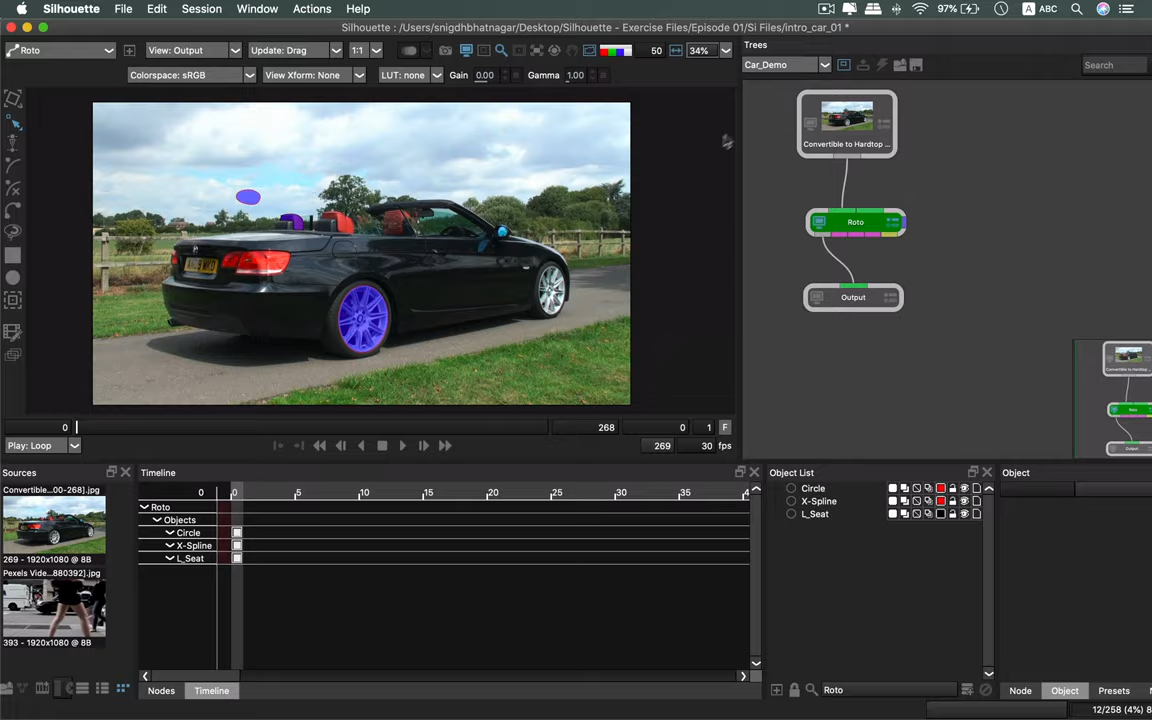 Silhouette File Edit Session Window Actions Help 97% A ABC
Silhouette : /Users/snigdhbhatnagar/Desktop/Silhouette - Exercise Files/Episode 01/Si Files/intro_car_01 *
Roto View: Output Update: Drag 1:1 50 34%
Colorspace: sRGB View Xform: None LUT: none Gain 0.00 Gamma 1.00
Trees
Car_Demo Search
Convertible to Hardtop ...
Roto
Output
0 268 0 1 F
Play: Loop 269 30 fps
Sources
Convertible...00-268].jpg
269 - 1920x1080 @ 8B
Pexels Vide...880392].jpg
393 - 1920x1080 @ 8B
Timeline
0 0 5 10 15 20 25 30 35 4
Roto
Objects
Circle
X-Spline
L_Seat
Nodes Timeline
Object List
Circle
X-Spline
L_Seat
Roto
Object
Node Object Presets
12/258 (4%) 8